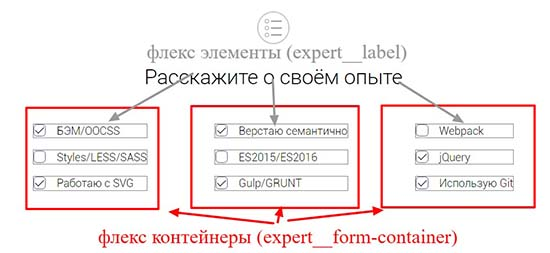 флекс элементы (expert__label)
Расскажите о своём опыте
БЭМ/OOCSS
Styles/LESS/SASS
Работаю с SVG
Верстаю семантично
ES2015/ES2016
Gulp/GRUNT
Webpack
jQuery
Использую Git
флекс контейнеры (expert__form-container)